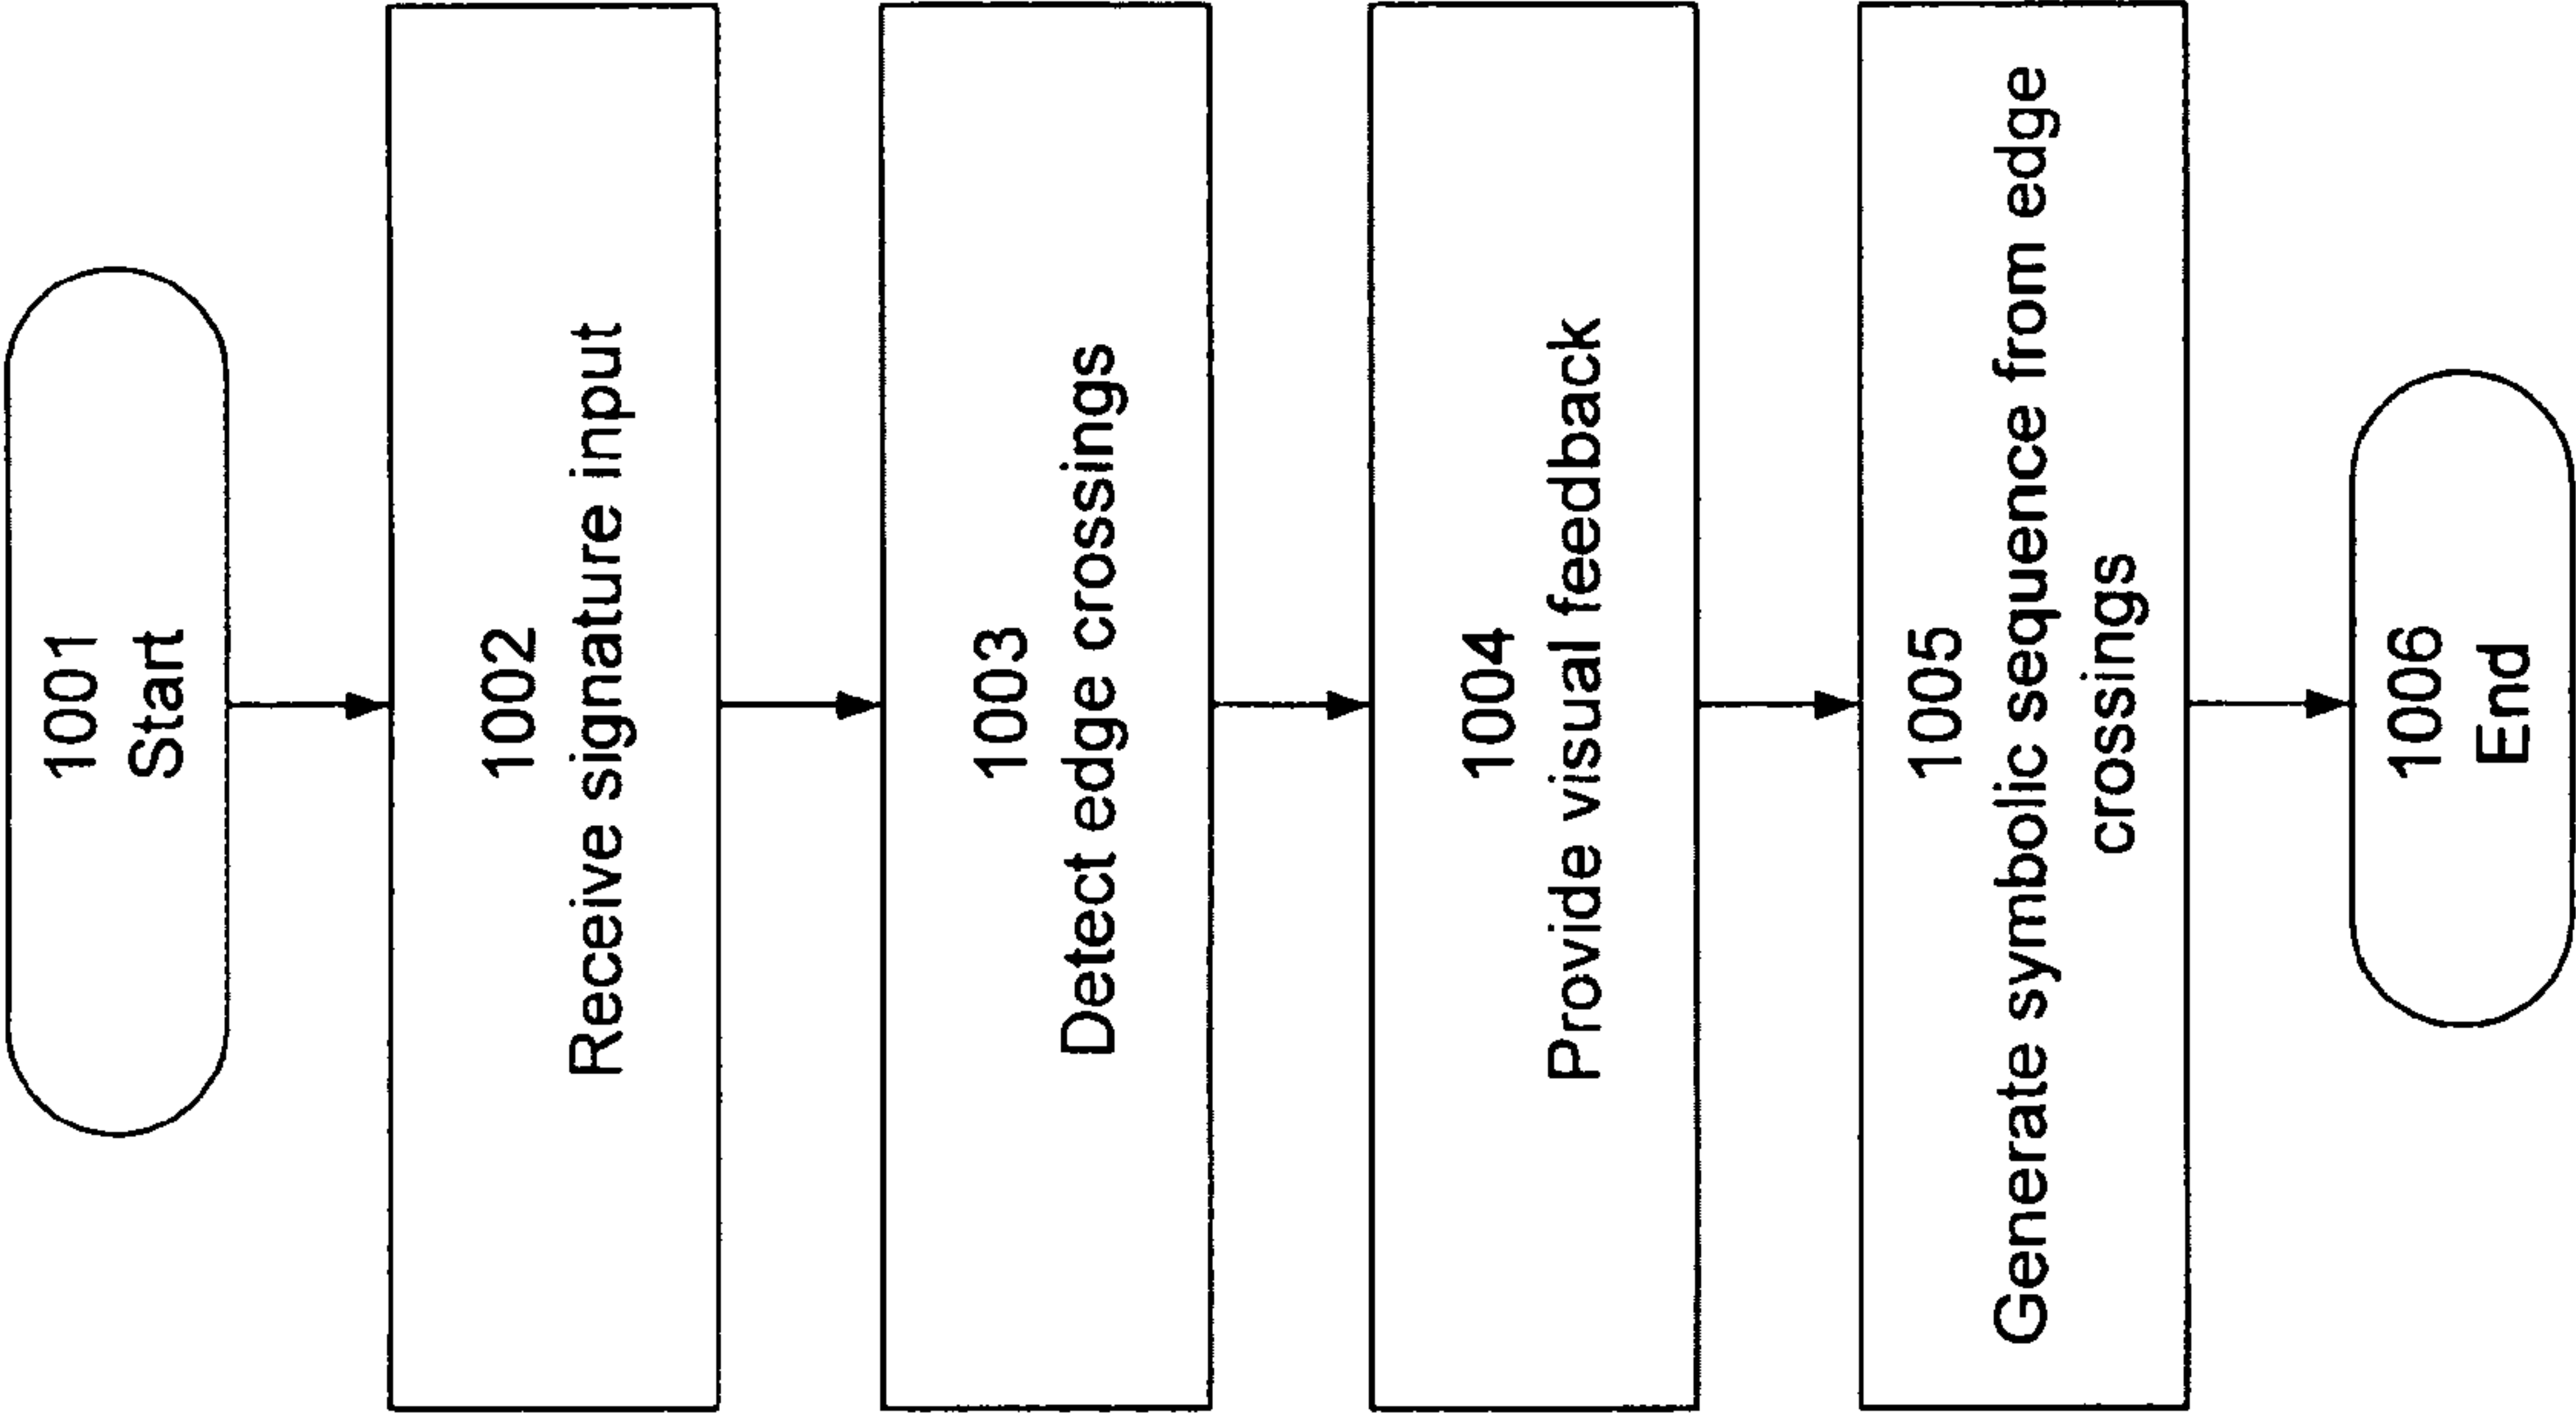 1001
Start
1002
Receive signature input
1003
Detect edge crossings
1004
Provide visual feedback
1005
Generate symbolic sequence from edge
crossings
1006
End